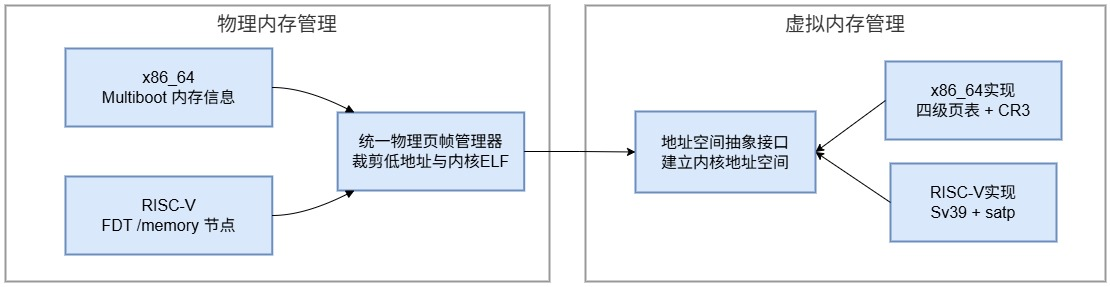 物理内存管理
x86_64
Multiboot 内存信息
RISC-V
FDT /memory 节点
统一物理页帧管理器
裁剪低地址与内核ELF
虚拟内存管理
地址空间抽象接口
建立内核地址空间
x86_64实现
四级页表 + CR3
RISC-V实现
Sv39 + satp